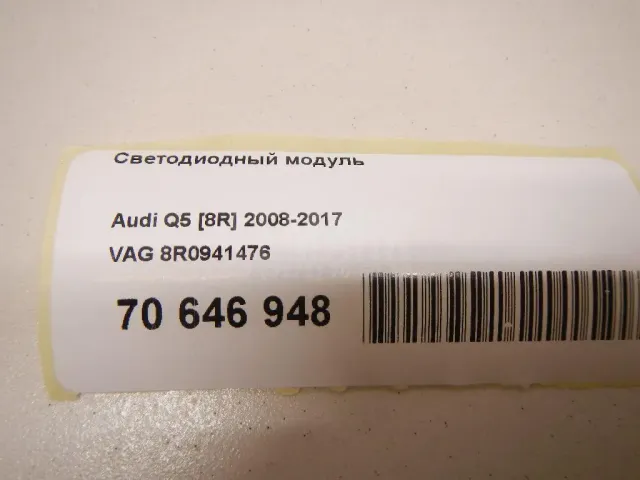 Светодиодный модуль
Audi Q5 [8R] 2008-2017
VAG 8R0941476
70 646 948